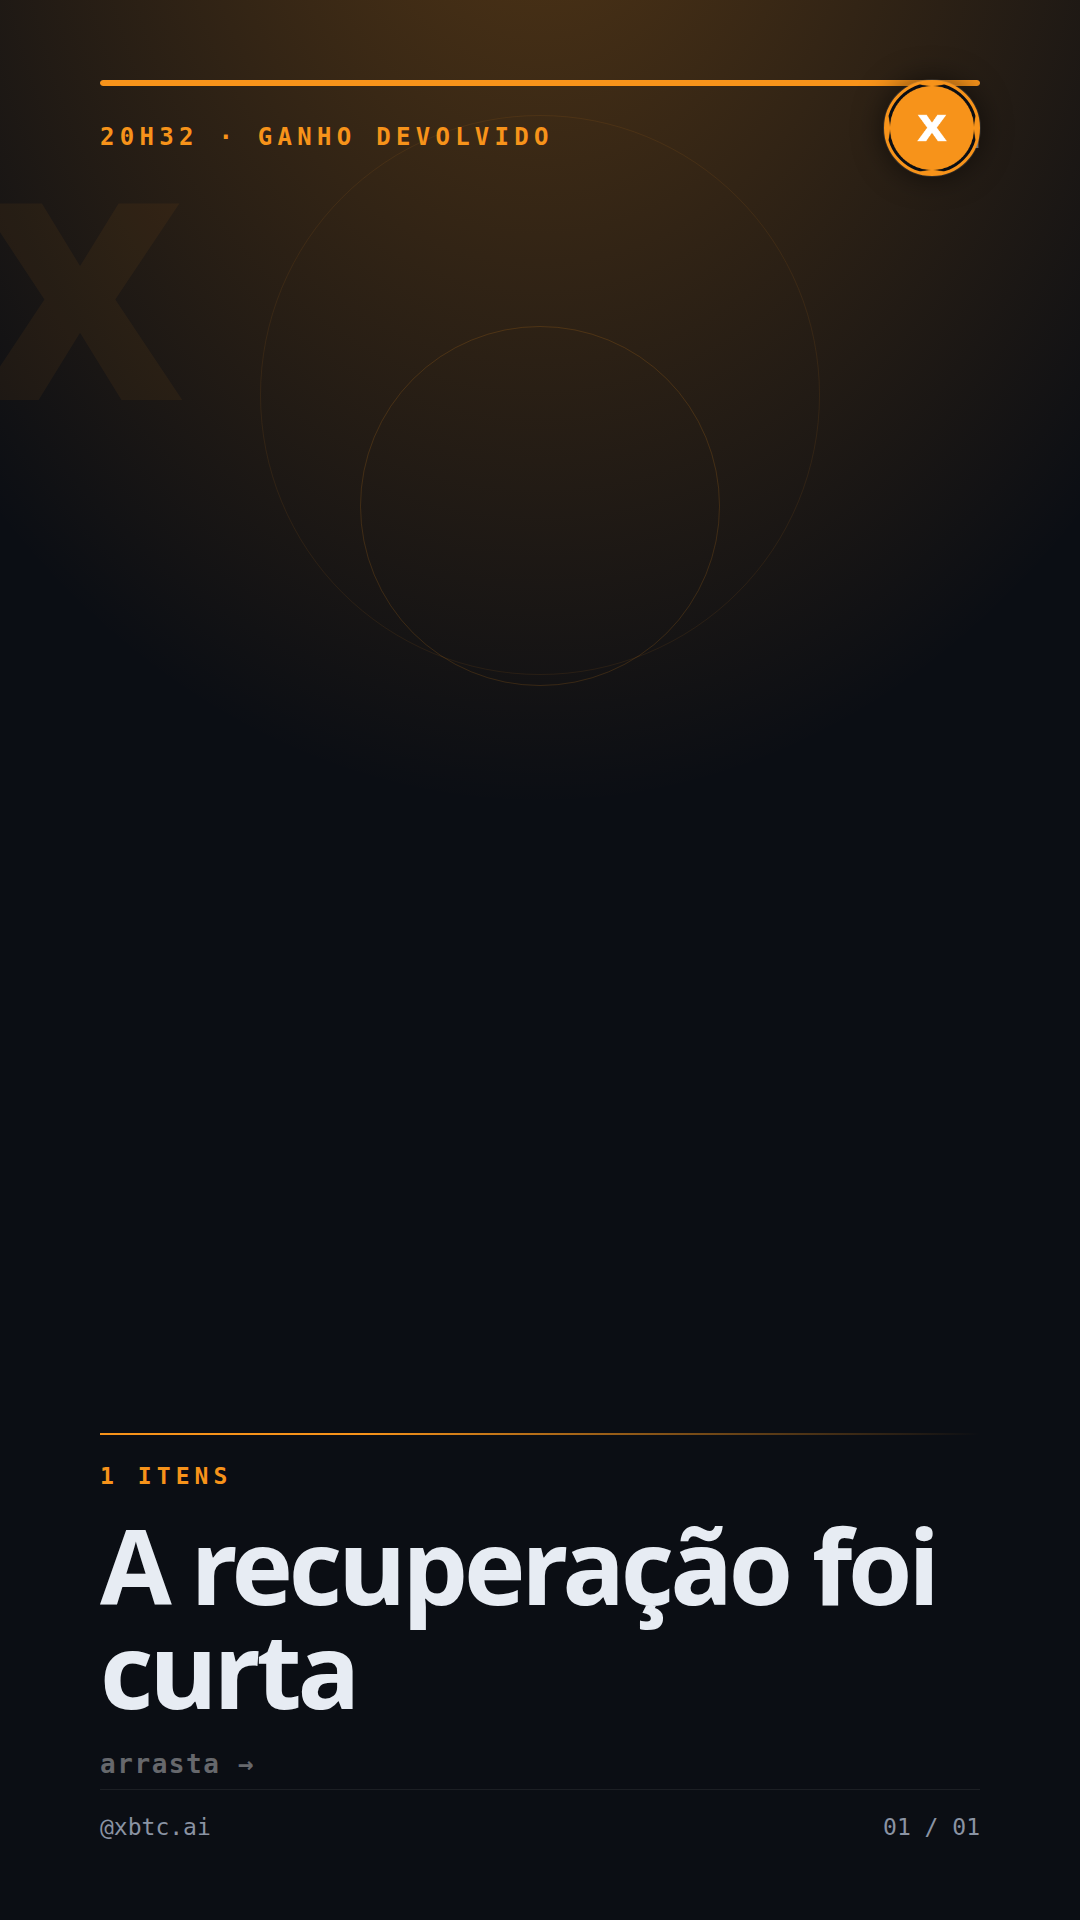 20H32 · GANHO DEVOLVIDO
X
X
1 ITENS
A recuperação foi
curta
arrasta →
@xbtc.ai
01 / 01